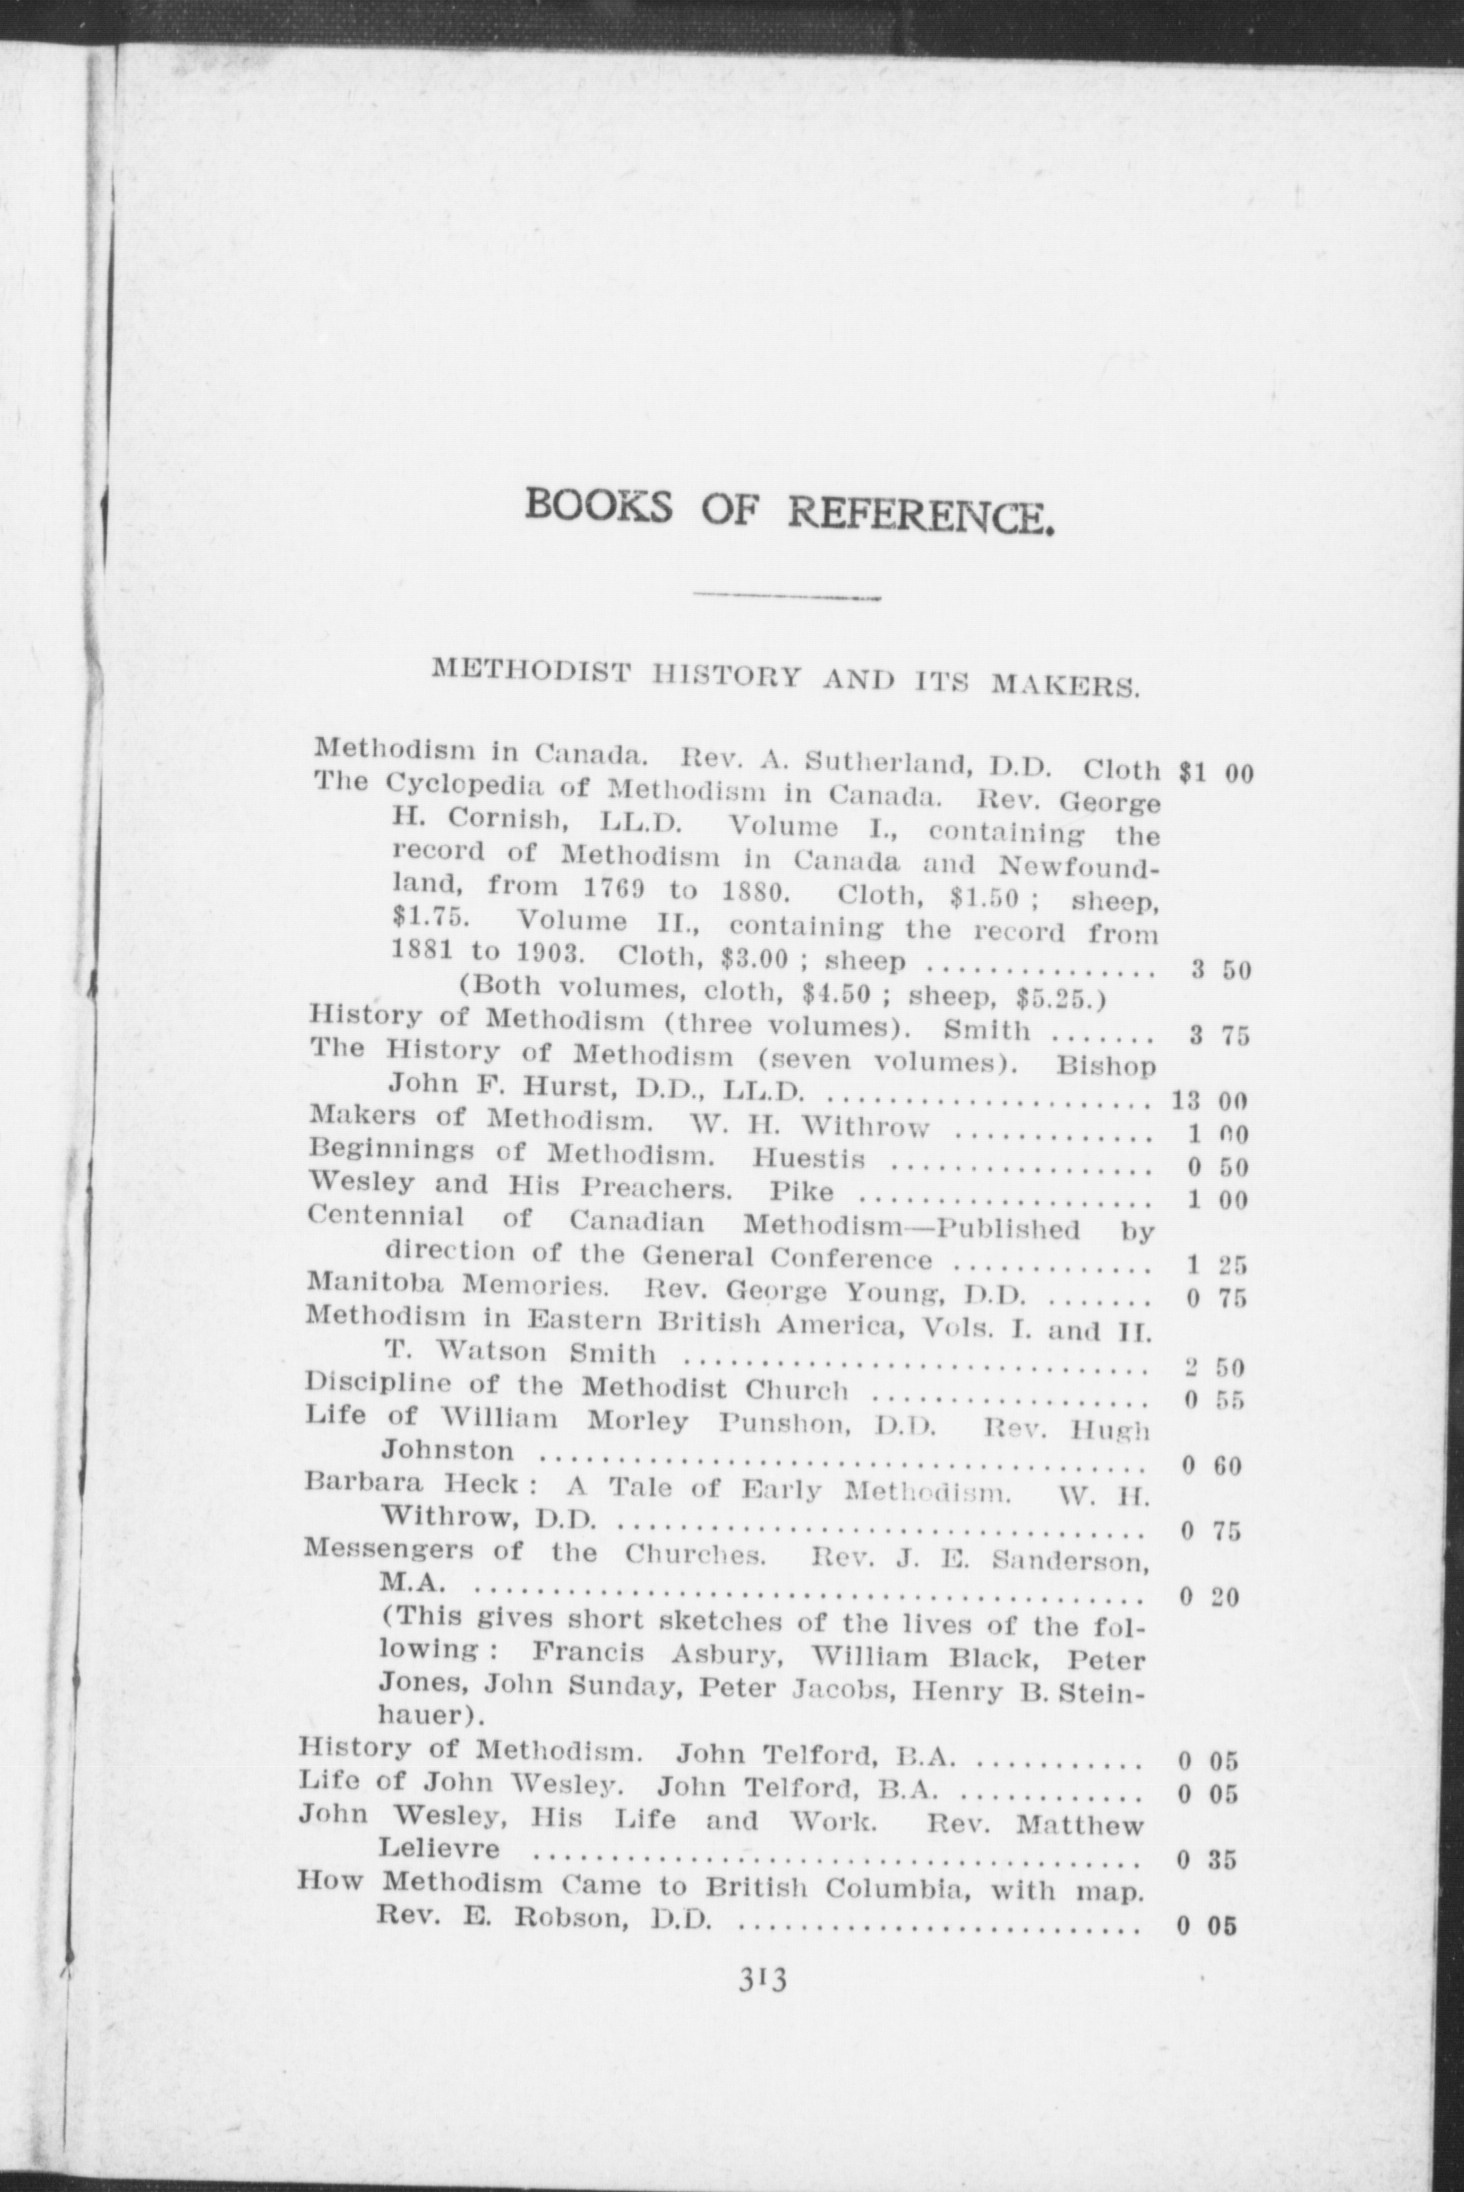 BOOKS OF REFERENCE.
METHODIST HISTORY AND ITS MAKERS.
Methodism in Canada. Rev. A. Sutherland, D.D. Cloth $1 00
The Cyclopedia of Methodism in Canada. Rev. George
H. Cornish, LL.D. Volume I., containing the
record of Methodism in Canada and Newfound-
land, from 1769 to 1880. Cloth, $1.50 ; sheep,
$1.75. Volume II., containing the record from
1881 to 1903. Cloth, $3.00 ; sheep ............... 3 50
(Both volumes, cloth, $4.50 ; sheep, $5.25.)
History of Methodism (three volumes). Smith ....... 3 75
The History of Methodism (seven volumes). Bishop
John F. Hurst, D.D., LL.D. ..................... 13 00
Makers of Methodism. W. H. Withrow ............. 1 00
Beginnings of Methodism. Huestis ................. 0 50
Wesley and His Preachers. Pike ................... 1 00
Centennial of Canadian Methodism—Published by
direction of the General Conference ............. 1 25
Manitoba Memories. Rev. George Young, D.D. ....... 0 75
Methodism in Eastern British America, Vols. I. and II.
T. Watson Smith .............................. 2 50
Discipline of the Methodist Church .................. 0 55
Life of William Morley Punshon, D.D. Rev. Hugh
Johnston ....................................... 0 60
Barbara Heck : A Tale of Early Methodism. W. H.
Withrow, D.D. .................................. 0 75
Messengers of the Churches. Rev. J. E. Sanderson,
M.A. ........................................... 0 20
(This gives short sketches of the lives of the fol-
lowing : Francis Asbury, William Black, Peter
Jones, John Sunday, Peter Jacobs, Henry B. Stein-
hauer).
History of Methodism. John Telford, B.A. ........... 0 05
Life of John Wesley. John Telford, B.A. ............ 0 05
John Wesley, His Life and Work. Rev. Matthew
Lelievre ....................................... 0 35
How Methodism Came to British Columbia, with map.
Rev. E. Robson, D.D. .......................... 0 05
313